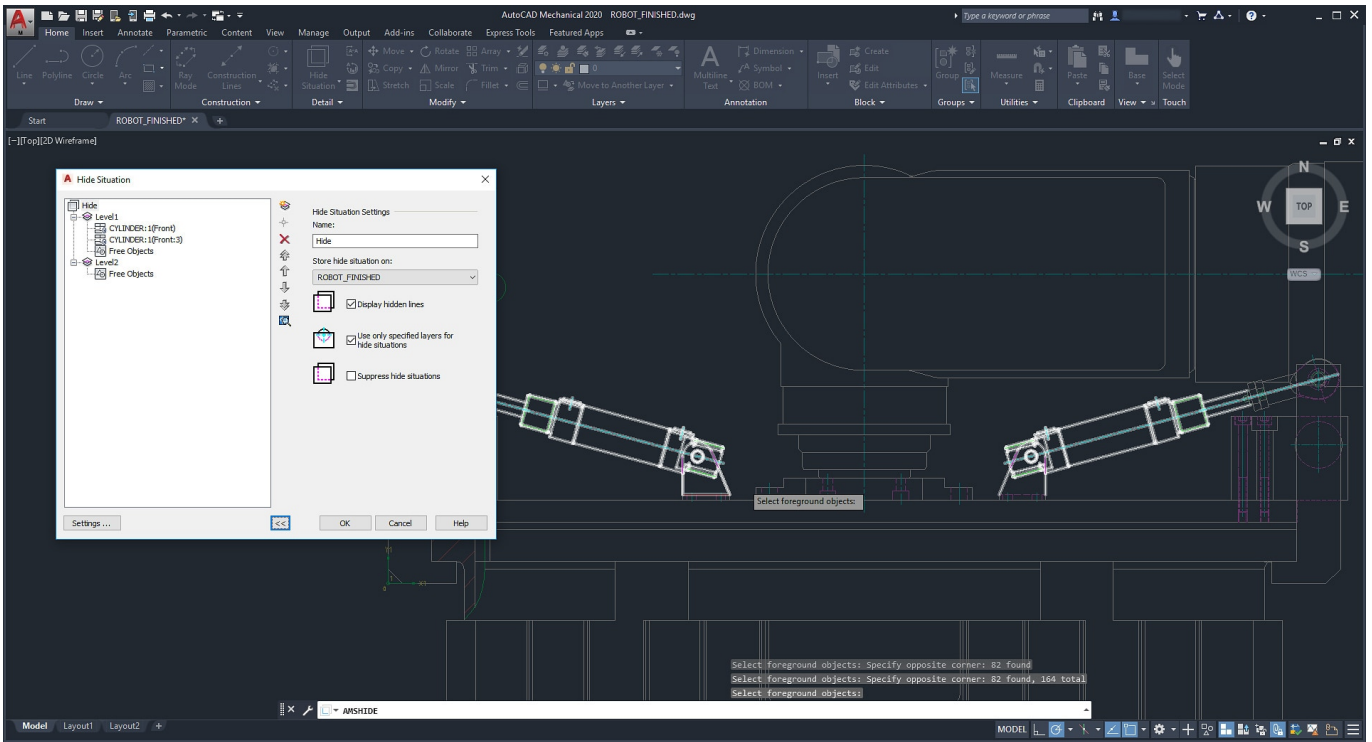 AutoCAD Mechanical 2020 ROBOT_FINISHED.dwg
Type a keyword or phrase
Home Insert Annotate Parametric Content View Manage Output Add-ins Collaborate Express Tools Featured Apps
Line Polyline Circle Arc
Ray Mode Construction Lines
Hide Situation
Move Rotate Array
Copy Mirror Trim
Stretch Scale Fillet
0
Move to Another Layer
Multiline Text
Dimension
Symbol
BOM
Insert
Create
Edit
Edit Attributes
Group
Measure
Paste
Base
Select Mode
Draw Construction Detail Modify Layers Annotation Block Groups Utilities Clipboard View » Touch
Start ROBOT_FINISHED* +
[−][Top][2D Wireframe]
N
W TOP E
S
WCS
Hide Situation
Hide
Level1
CYLINDER:1(Front)
CYLINDER:1(Front:3)
Free Objects
Level2
Free Objects
Hide Situation Settings
Name:
Hide
Store hide situation on:
ROBOT_FINISHED
Display hidden lines
Use only specified layers for
hide situations
Suppress hide situations
Settings ... << OK Cancel Help
Select foreground objects:
Select foreground objects: Specify opposite corner: 82 found
Select foreground objects: Specify opposite corner: 82 found, 164 total
Select foreground objects:
AMSHIDE
Model Layout1 Layout2 +
MODEL